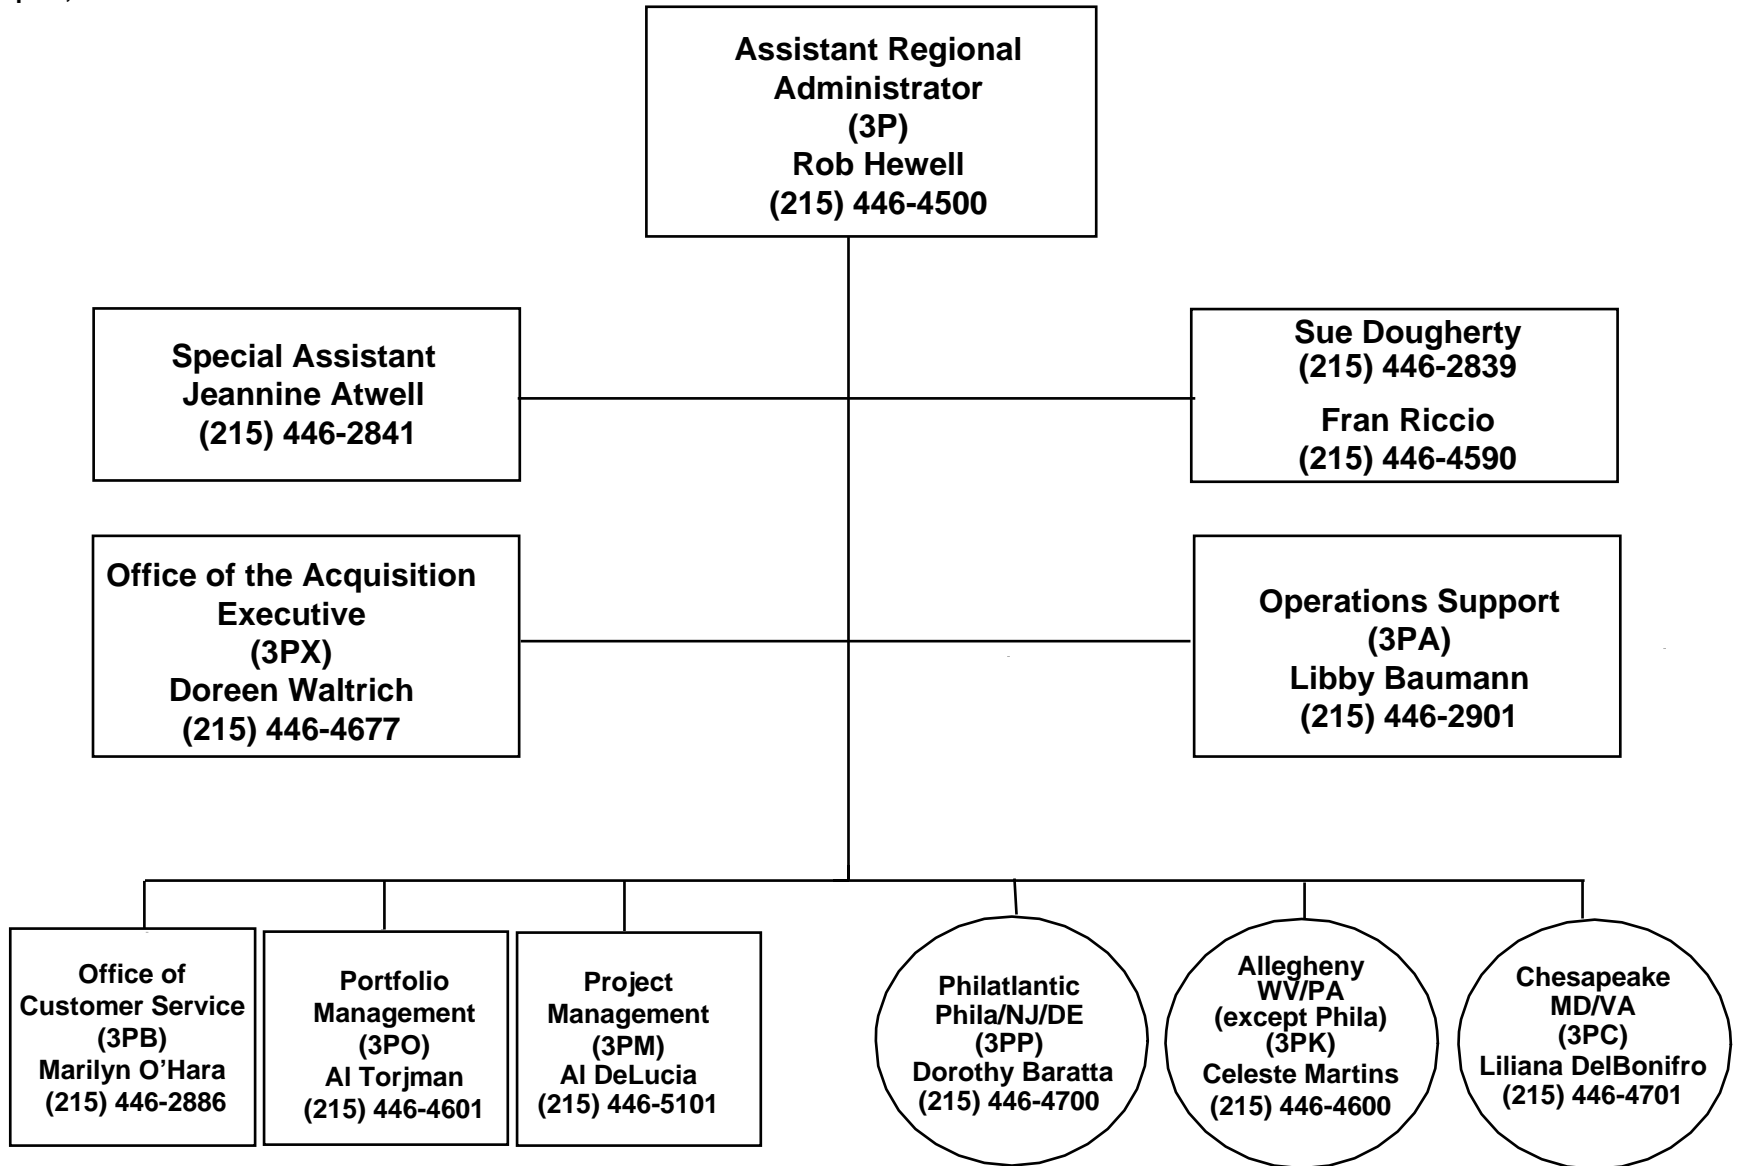 Assistant Regional
Administrator
(3P)
Rob Hewell
(215) 446-4500
Special Assistant
Jeannine Atwell
(215) 446-2841
Sue Dougherty
(215) 446-2839
Fran Riccio
(215) 446-4590
Office of the Acquisition
Executive
(3PX)
Doreen Waltrich
(215) 446-4677
Operations Support
(3PA)
Libby Baumann
(215) 446-2901
Office of
Customer Service
(3PB)
Marilyn O’Hara
(215) 446-2886
Portfolio
Management
(3PO)
Al Torjman
(215) 446-4601
Project
Management
(3PM)
Al DeLucia
(215) 446-5101
Philatlantic
Phila/NJ/DE
(3PP)
Dorothy Baratta
(215) 446-4700
Allegheny
WV/PA
(except Phila)
(3PK)
Celeste Martins
(215) 446-4600
Chesapeake
MD/VA
(3PC)
Liliana DelBonifro
(215) 446-4701